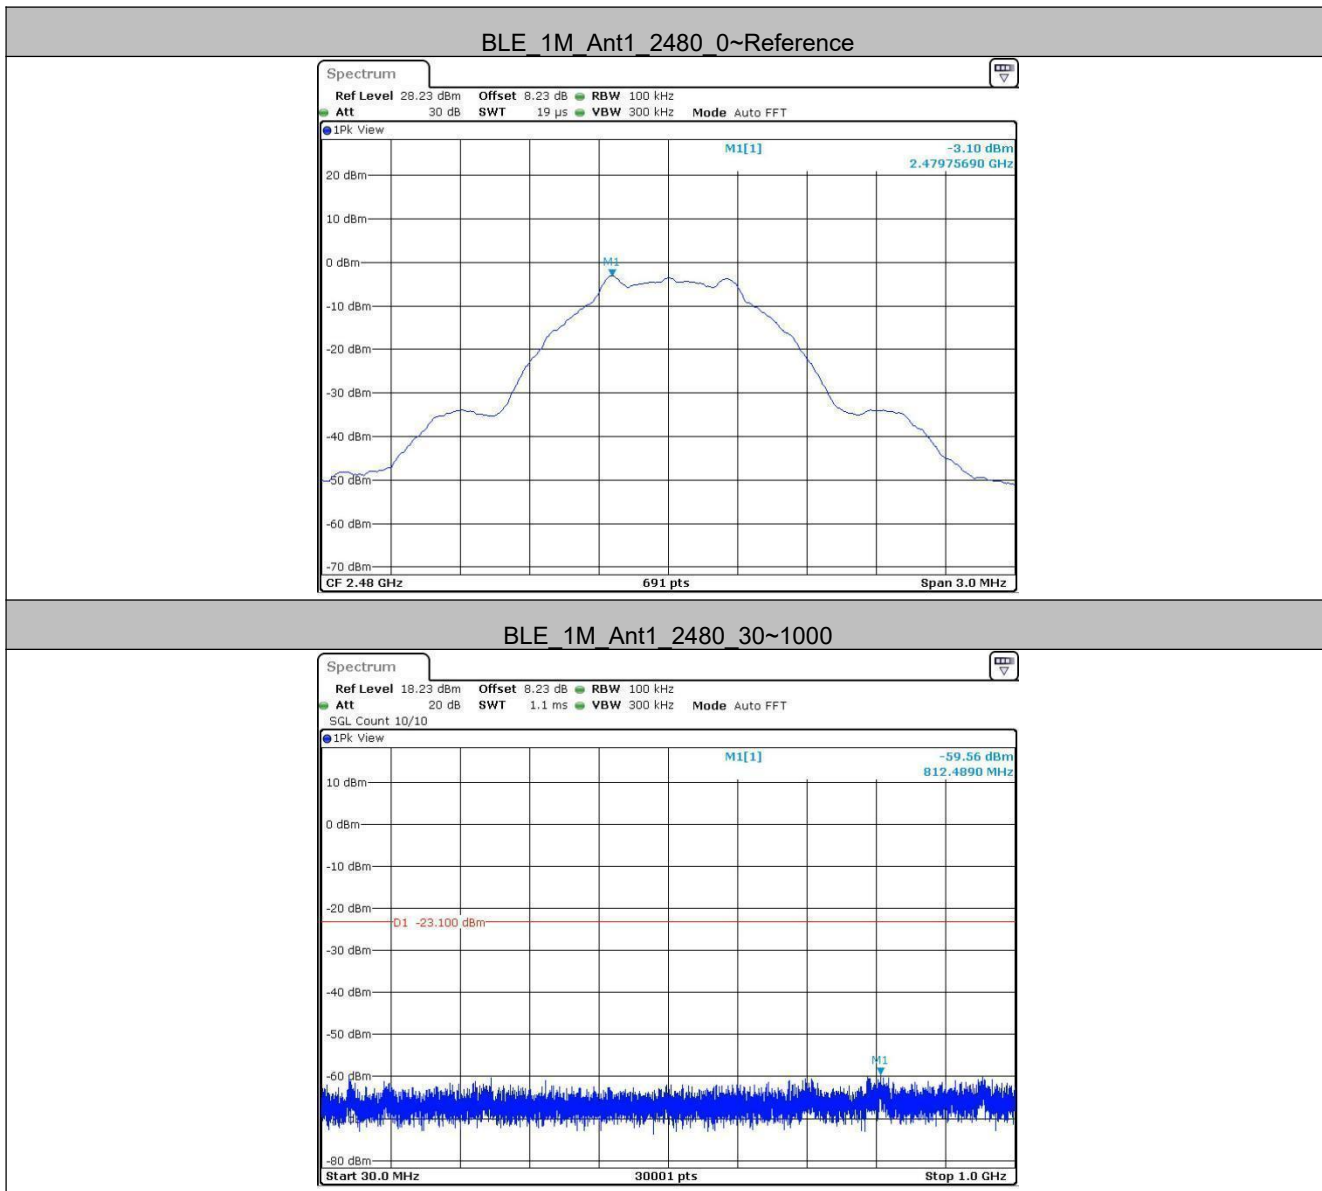 BLE_1M_Ant1_2480_0~Reference
Spectrum
Ref Level 28.23 dBm Offset 8.23 dB RBW 100 kHz
Att 30 dB SWT 19 µs VBW 300 kHz Mode Auto FFT
1Pk View
M1[1] -3.10 dBm
2.47975690 GHz
20 dBm
10 dBm
0 dBm
M1
-10 dBm
-20 dBm
-30 dBm
-40 dBm
-50 dBm
-60 dBm
-70 dBm
CF 2.48 GHz 691 pts Span 3.0 MHz
BLE_1M_Ant1_2480_30~1000
Spectrum
Ref Level 18.23 dBm Offset 8.23 dB RBW 100 kHz
Att 20 dB SWT 1.1 ms VBW 300 kHz Mode Auto FFT
SGL Count 10/10
1Pk View
M1[1] -59.56 dBm
812.4890 MHz
10 dBm
0 dBm
-10 dBm
-20 dBm
D1 -23.100 dBm
-30 dBm
-40 dBm
-50 dBm
M1
-60 dBm
-80 dBm
Start 30.0 MHz 30001 pts Stop 1.0 GHz